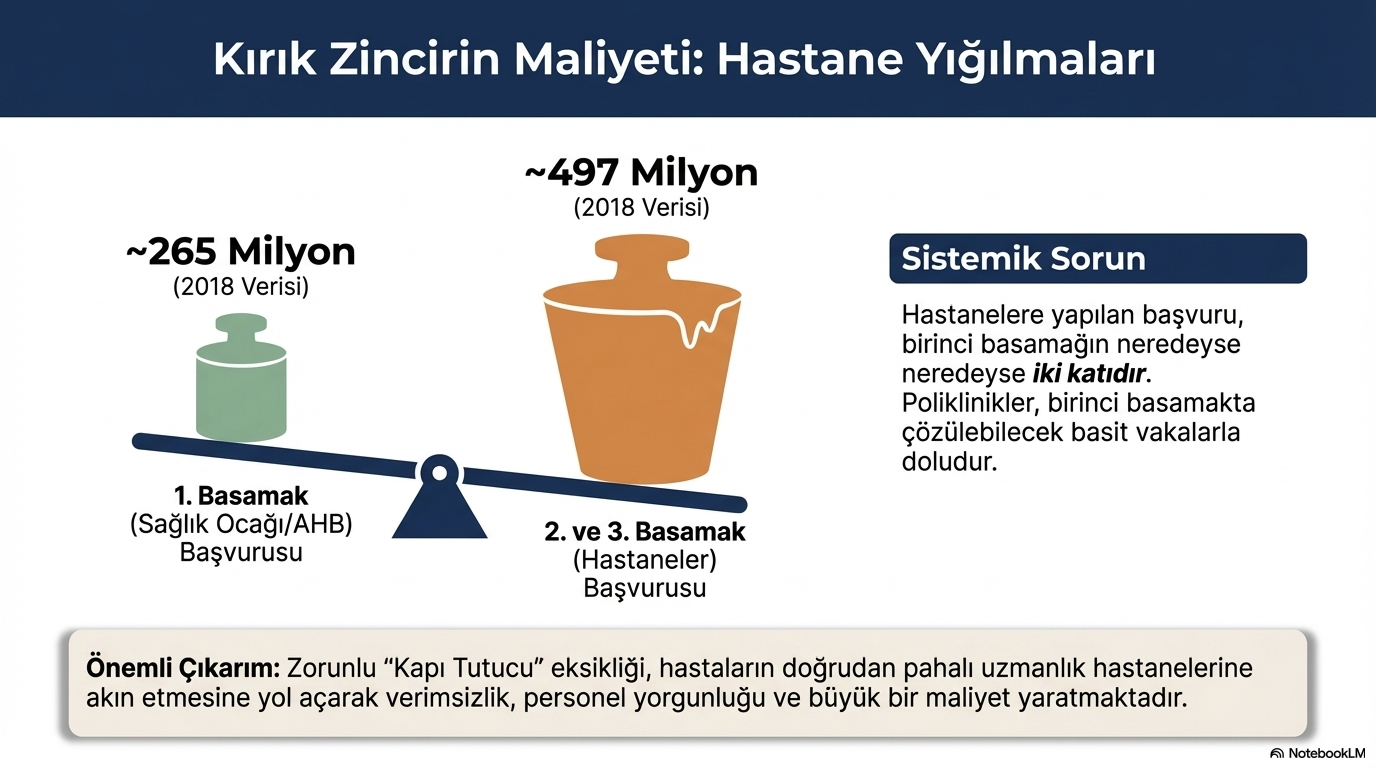 Kırık Zincirin Maliyeti: Hastane Yığılmaları
~265 Milyon
(2018 Verisi)
1. Basamak
(Sağlık Ocağı/AHB)
Başvurusu
~497 Milyon
(2018 Verisi)
2. ve 3. Basamak
(Hastaneler)
Başvurusu
Sistemik Sorun
Hastanelere yapılan başvuru,
birinci basamağın neredeyse
neredeyse iki katıdır.
Poliklinikler, birinci basamakta
çözülebilecek basit vakalarla
doludur.
Önemli Çıkarım: Zorunlu “Kapı Tutucu” eksikliği, hastaların doğrudan pahalı uzmanlık hastanelerine
akın etmesine yol açarak verimsizlik, personel yorgunluğu ve büyük bir maliyet yaratmaktadır.
NotebookLM